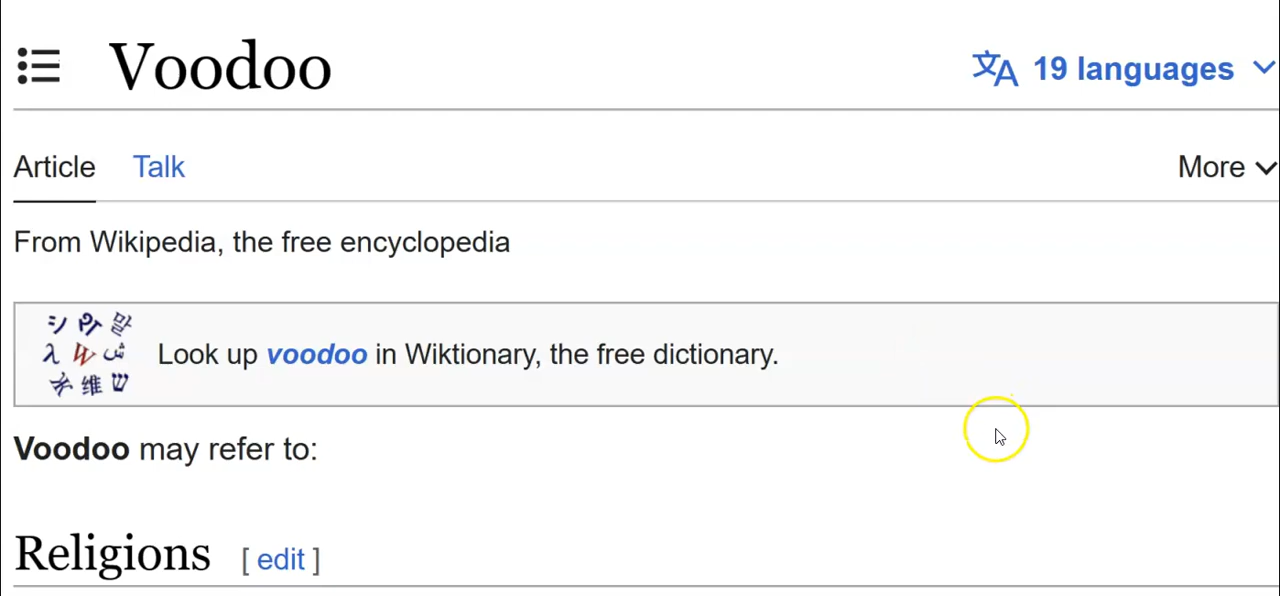 Voodoo
19 languages
Article Talk More
From Wikipedia, the free encyclopedia
Look up voodoo in Wiktionary, the free dictionary.
Voodoo may refer to:
Religions [ edit ]